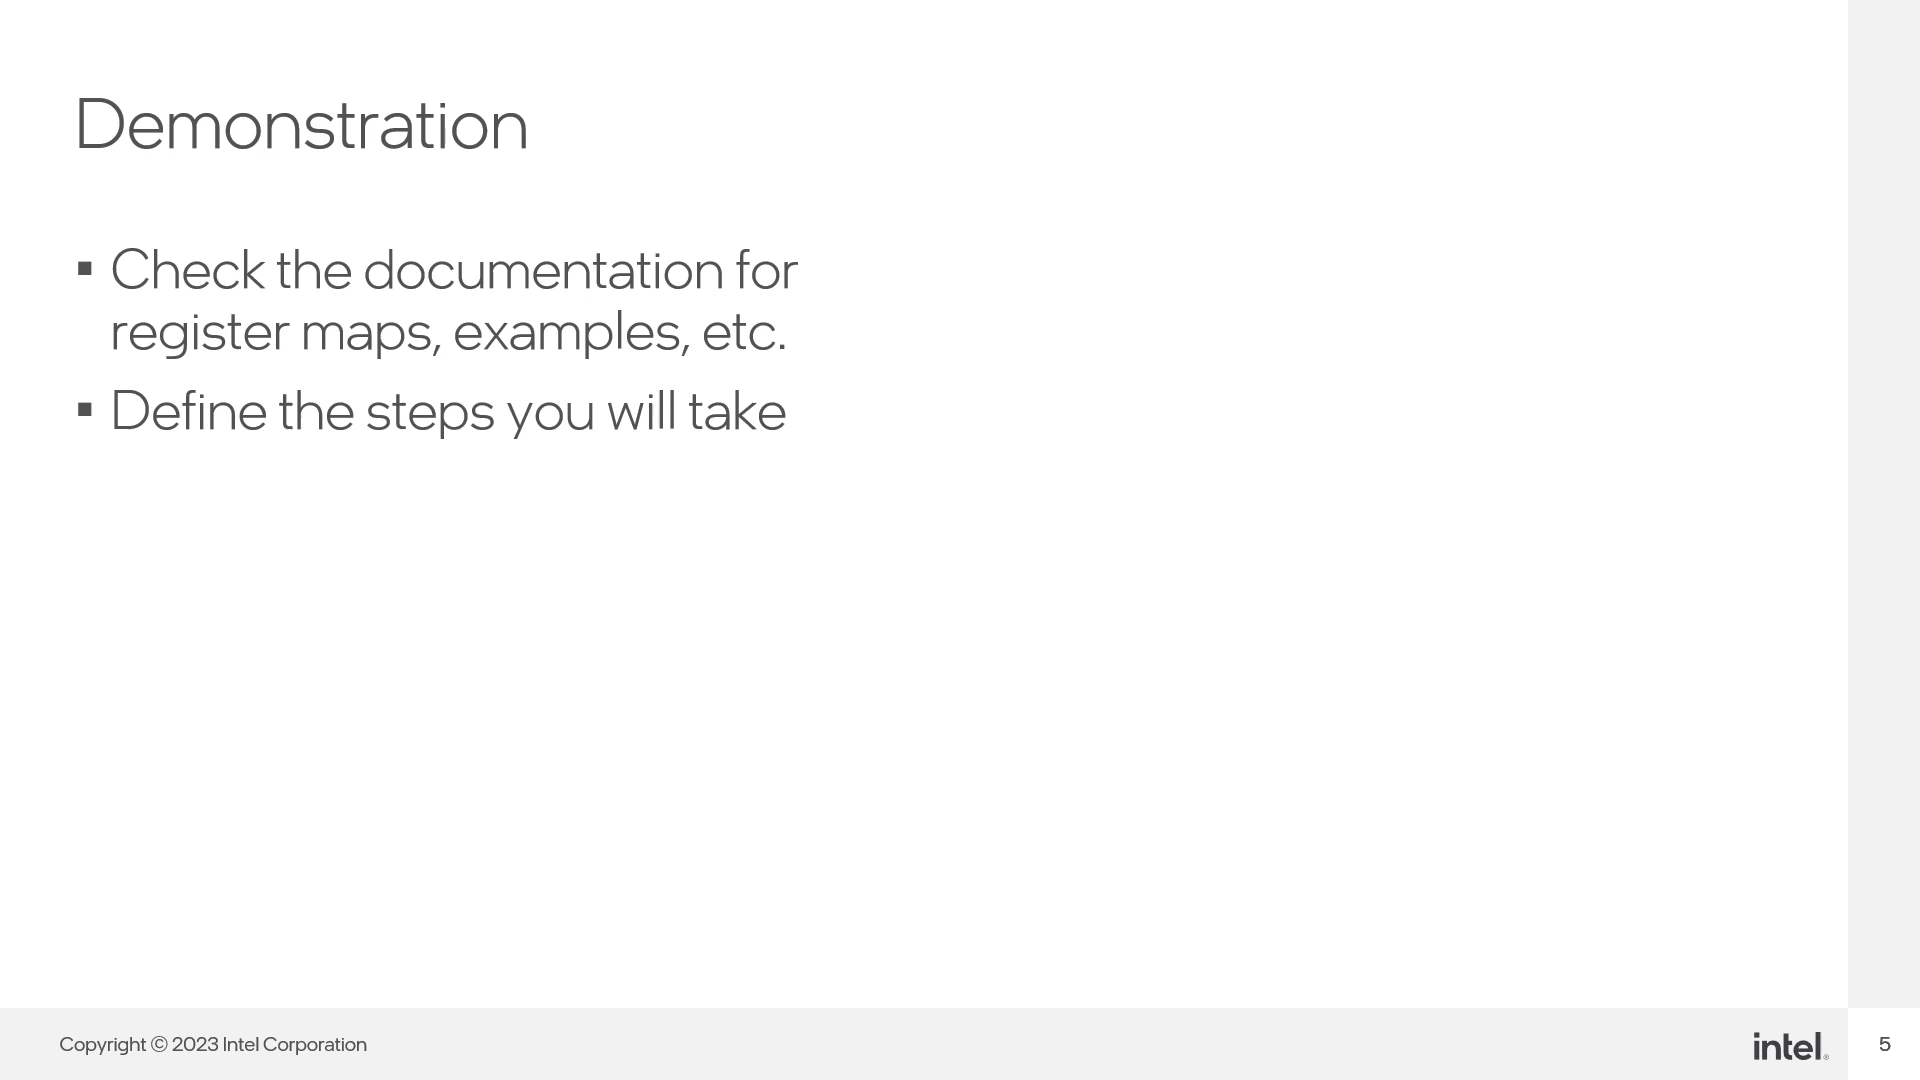 Demonstration
▪ Check the documentation for
register maps, examples, etc.
▪ Define the steps you will take
Copyright © 2023 Intel Corporation
intel®
5